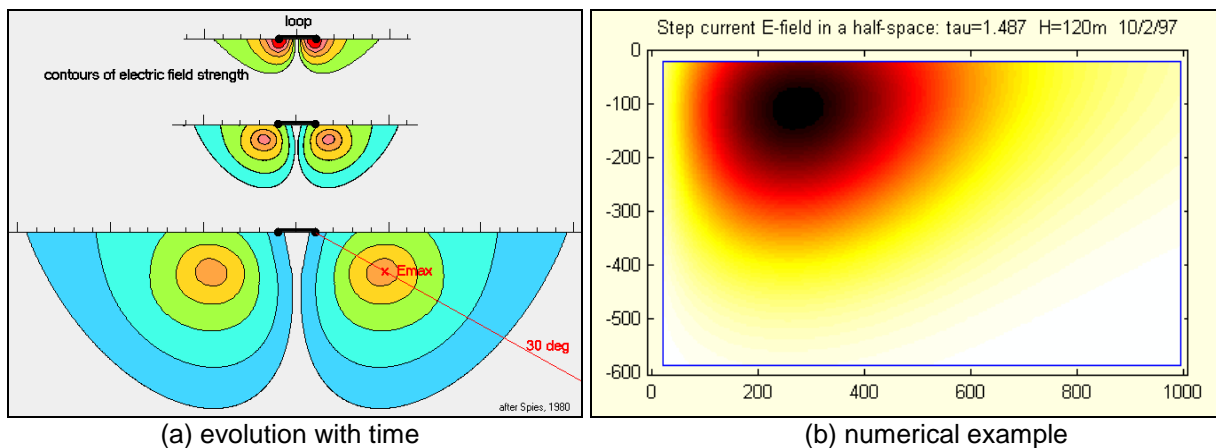 loop
contours of electric field strength
Emax
30 deg
after Spies, 1980
Step current E-field in a half-space: tau=1.487 H=120m 10/2/97
0
-100
-200
-300
-400
-500
-600
0
200
400
600
800
1000
(a) evolution with time
(b) numerical example